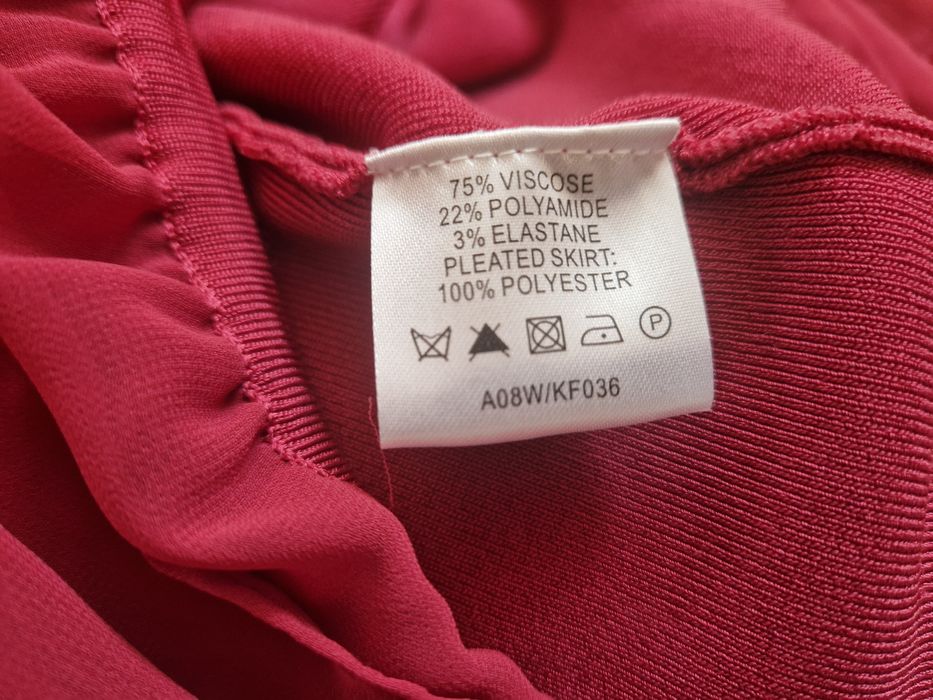 75% VISCOSE
22% POLYAMIDE
3% ELASTANE
PLEATED SKIRT:
100% POLYESTER
P
A08W/KF036